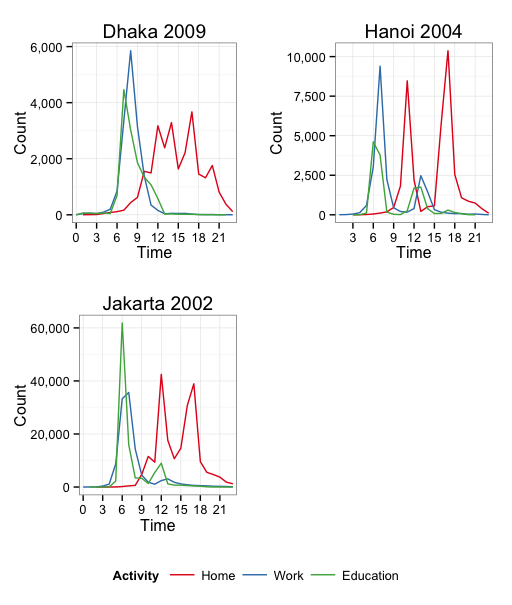 Dhaka 2009
6,000
4,000
2,000
0
Count
0 3 6 9 12 15 18 21
Time
Hanoi 2004
10,000
7,500
5,000
2,500
0
Count
3 6 9 12 15 18 21
Time
Jakarta 2002
60,000
40,000
20,000
0
Count
0 3 6 9 12 15 18 21
Time
Activity Home Work Education